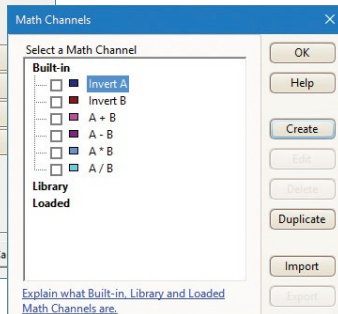 Math Channels
Select a Math Channel
Built-in
Invert A
Invert B
A + B
A - B
A * B
A / B
Library
Loaded
Explain what Built-in, Library and Loaded
Math Channels are.
OK
Help
Create
Edit
Delete
Duplicate
Import
Export